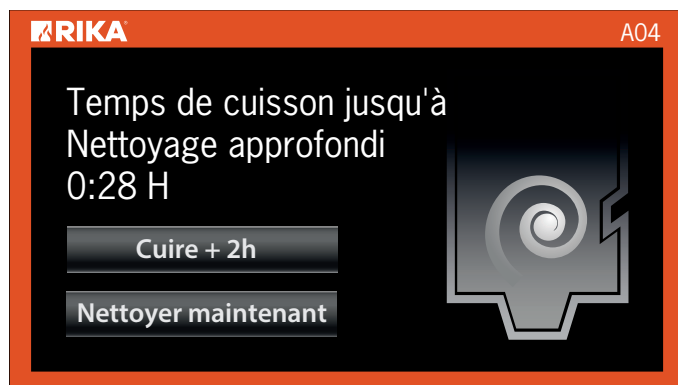 RIKA
A04
Temps de cuisson jusqu'à
Nettoyage approfondi
0:28 H
Cuire + 2h
Nettoyer maintenant